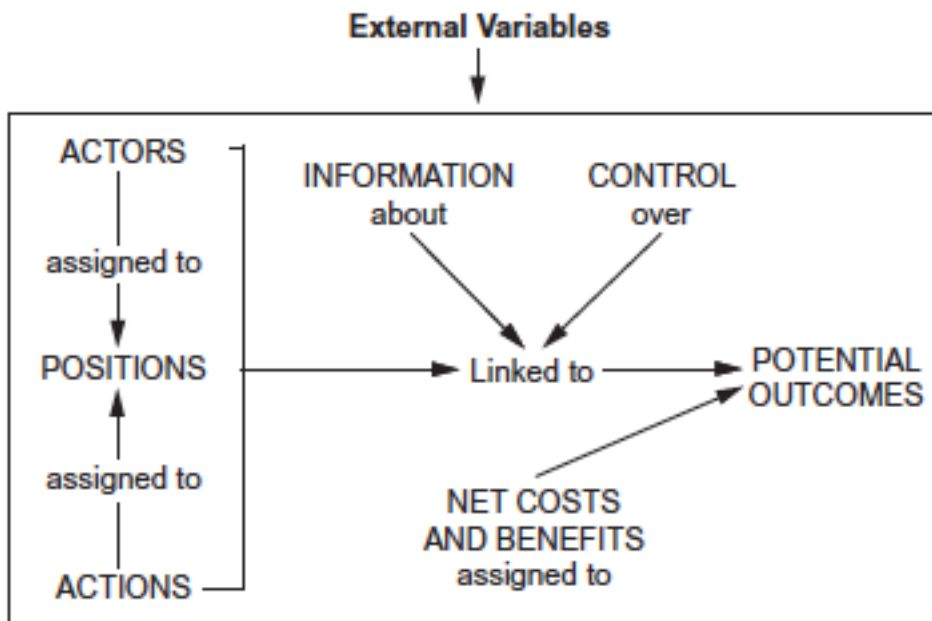 External Variables
ACTORS
assigned to
POSITIONS
assigned to
ACTIONS
INFORMATION
about
CONTROL
over
Linked to
POTENTIAL
OUTCOMES
NET COSTS
AND BENEFITS
assigned to